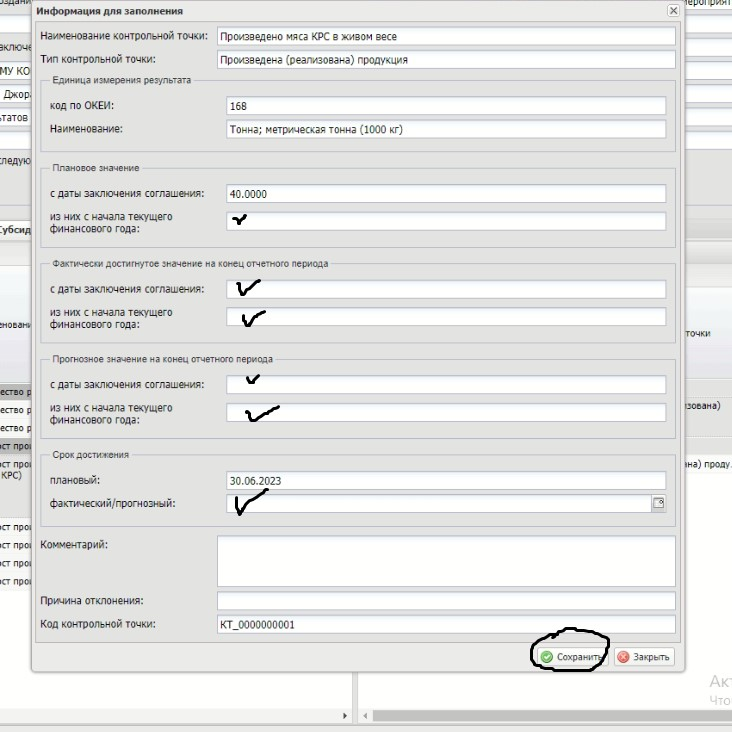 Информация для заполнения
Наименование контрольной точки: Произведено мяса КРС в живом весе
Тип контрольной точки: Произведена (реализована) продукция
Единица измерения результата
код по ОКЕИ: 168
Наименование: Тонна; метрическая тонна (1000 кг)
Плановое значение
с даты заключения соглашения: 40.0000
из них с начала текущего
финансового года:
Фактически достигнутое значение на конец отчетного периода
с даты заключения соглашения:
из них с начала текущего
финансового года:
Прогнозное значение на конец отчетного периода
с даты заключения соглашения:
из них с начала текущего
финансового года:
Срок достижения
плановый: 30.06.2023
фактический/прогнозный:
Комментарий:
Причина отклонения:
Код контрольной точки: КТ_0000000001
Сохранить Закрыть